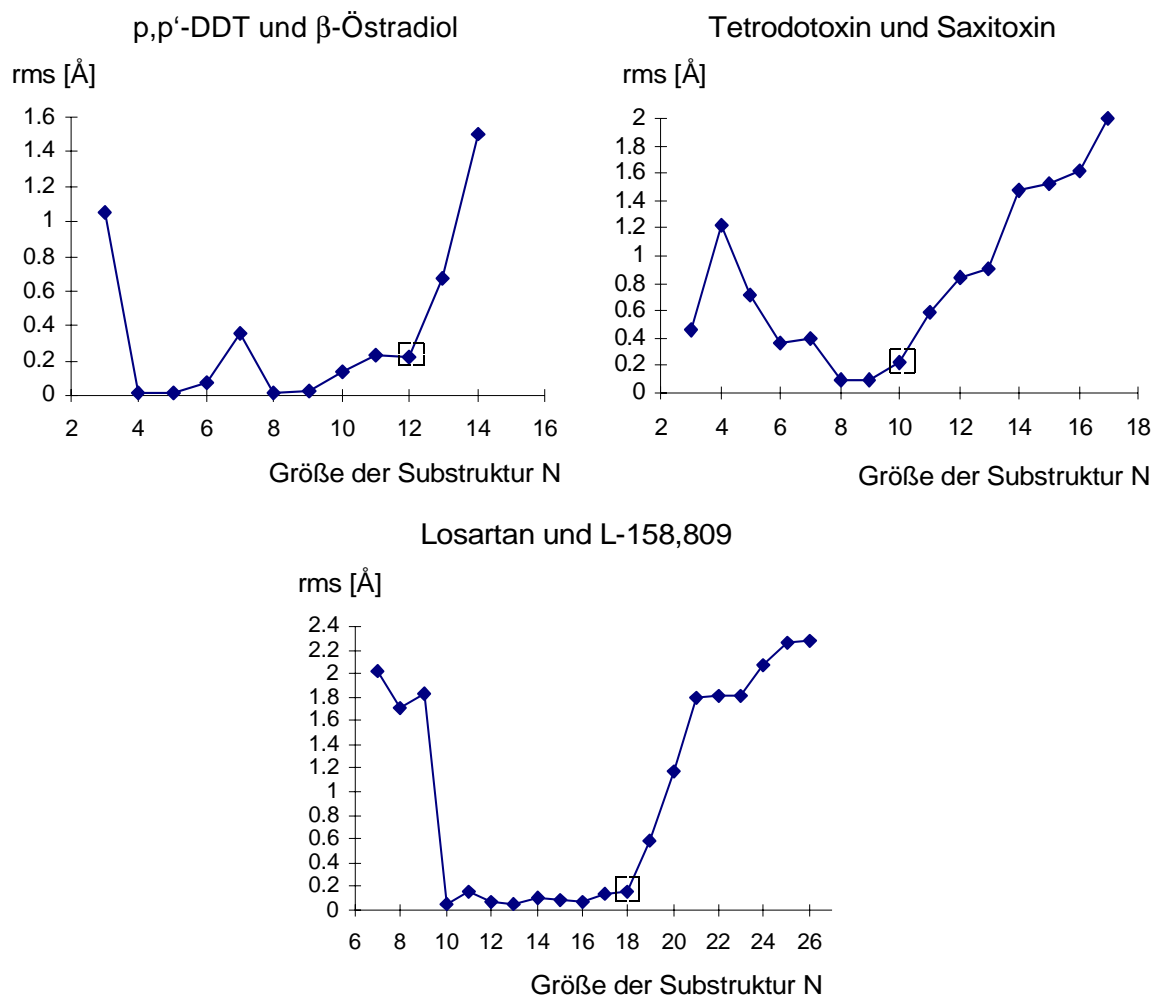 p,p‘-DDT und β-Östradiol
rms [Å]
1.6
1.4
1.2
1
0.8
0.6
0.4
0.2
0
2 4 6 8 10 12 14 16
Größe der Substruktur N
Tetrodotoxin und Saxitoxin
rms [Å]
2
1.8
1.6
1.4
1.2
1
0.8
0.6
0.4
0.2
0
2 4 6 8 10 12 14 16 18
Größe der Substruktur N
Losartan und L-158,809
rms [Å]
2.4
2.2
2
1.8
1.6
1.4
1.2
1
0.8
0.6
0.4
0.2
0
6 8 10 12 14 16 18 20 22 24 26
Größe der Substruktur N